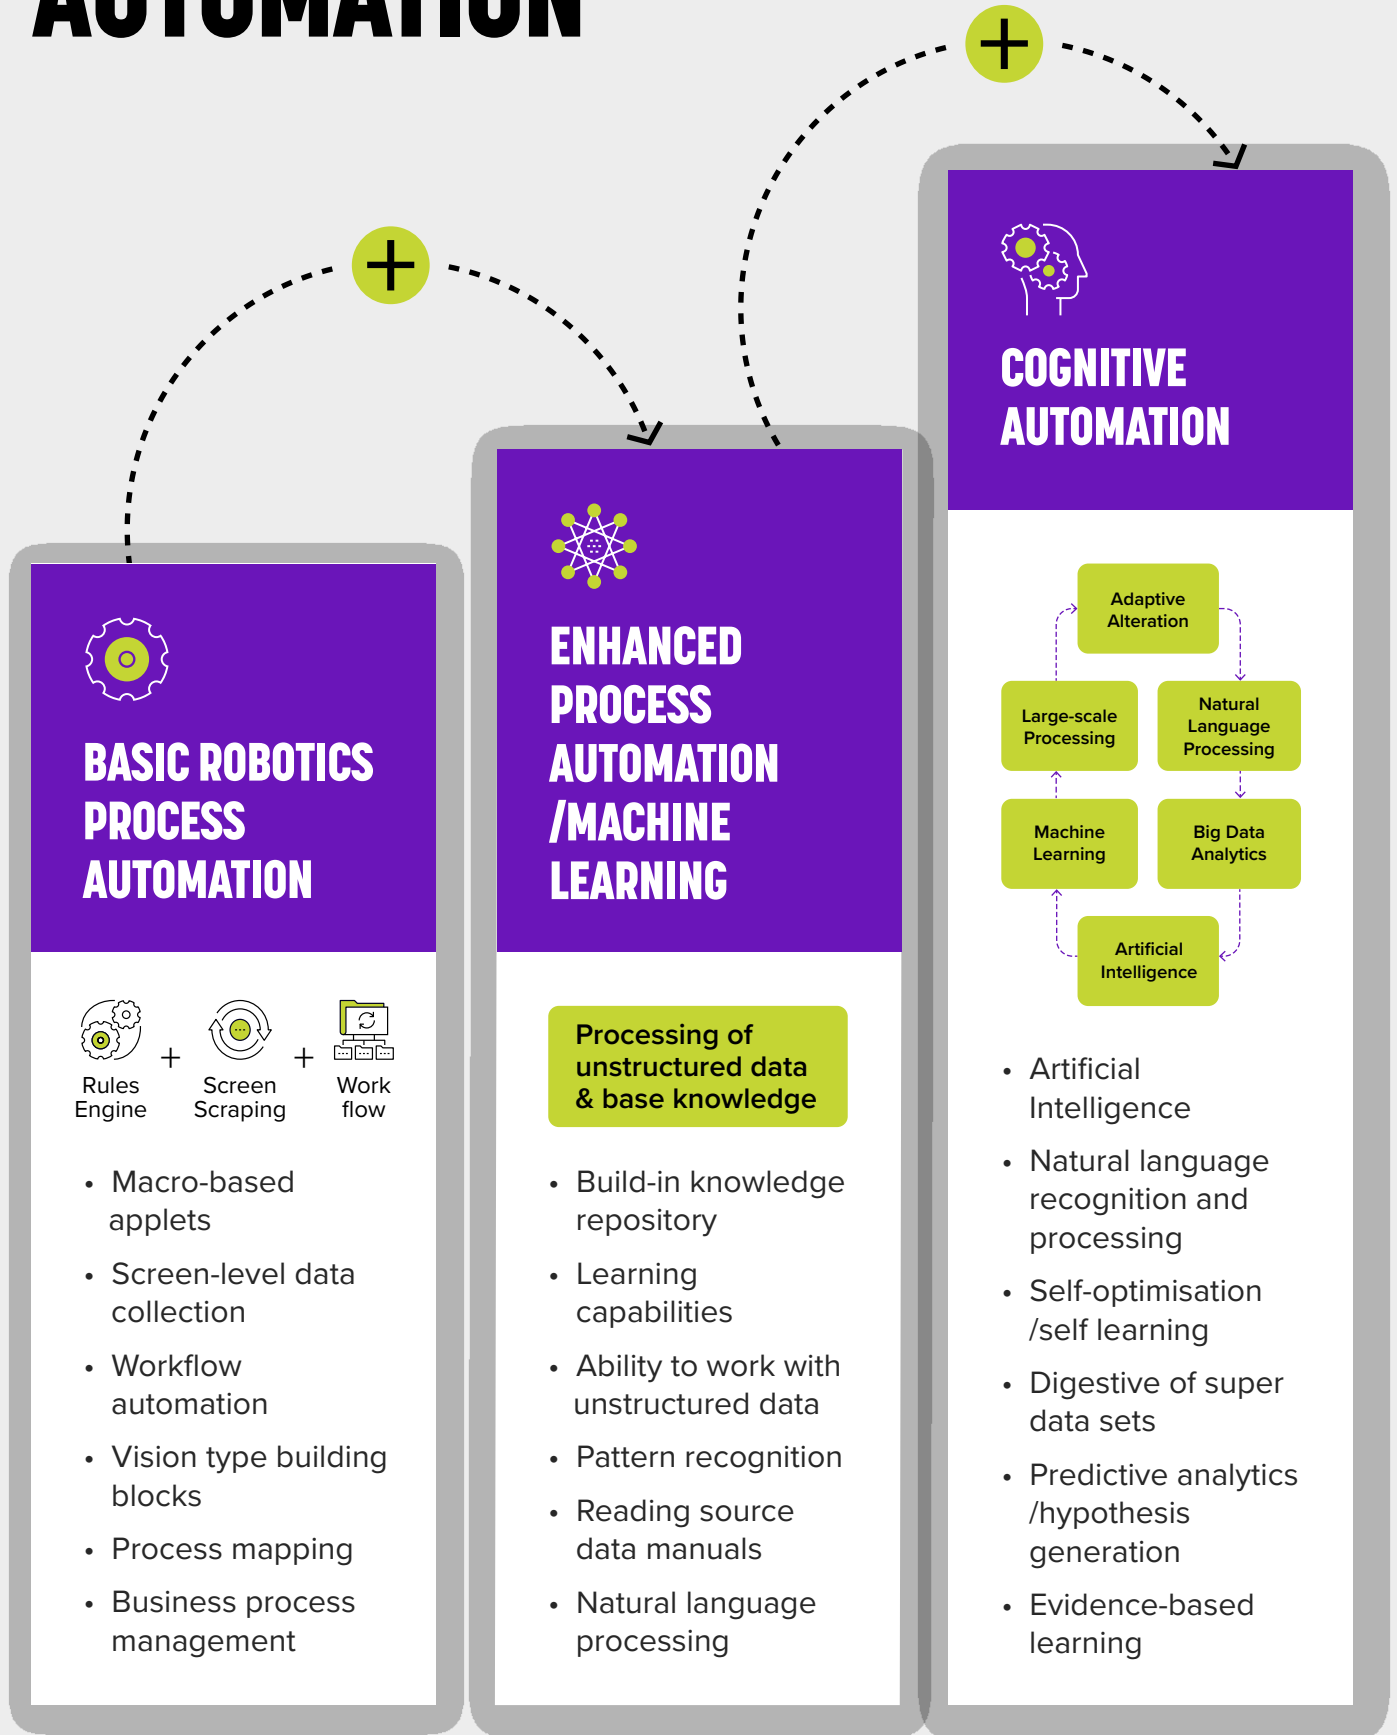 AUTOMATION
BASIC ROBOTICS
PROCESS
AUTOMATION
Rules
Engine
+
Screen
Scraping
+
Work
flow
• Macro-based
applets
• Screen-level data
collection
• Workflow
automation
• Vision type building
blocks
• Process mapping
• Business process
management
ENHANCED
PROCESS
AUTOMATION
/MACHINE
LEARNING
Processing of
unstructured data
& base knowledge
• Build-in knowledge
repository
• Learning
capabilities
• Ability to work with
unstructured data
• Pattern recognition
• Reading source
data manuals
• Natural language
processing
COGNITIVE
AUTOMATION
Adaptive
Alteration
Large-scale
Processing
Natural
Language
Processing
Machine
Learning
Big Data
Analytics
Artificial
Intelligence
• Artificial
Intelligence
• Natural language
recognition and
processing
• Self-optimisation
/self learning
• Digestive of super
data sets
• Predictive analytics
/hypothesis
generation
• Evidence-based
learning